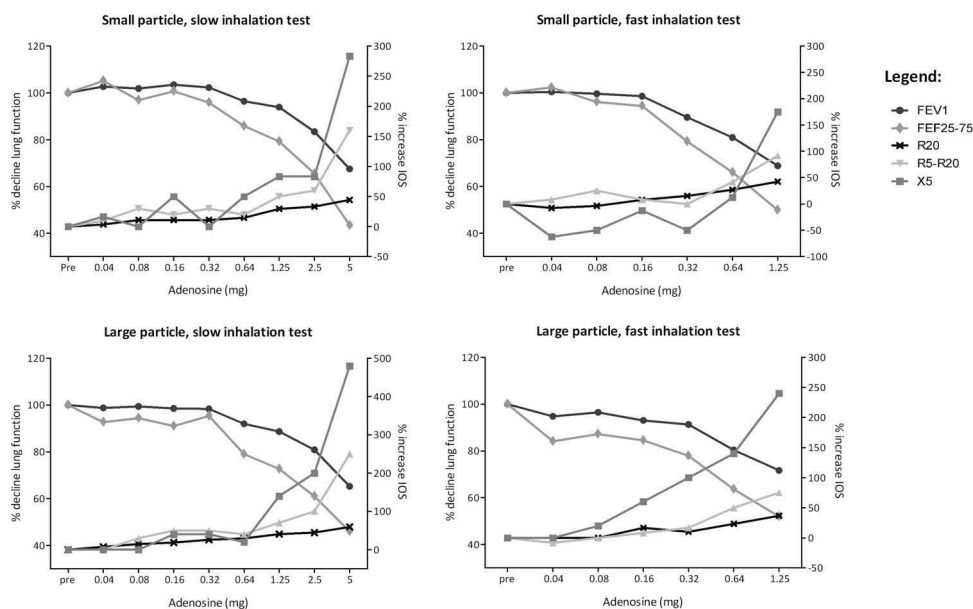 Small particle, slow inhalation test
% decline lung function
120
100
80
60
40
300
250
200
150
100
50
0
-50
% increase IOS
Pre 0.04 0.08 0.16 0.32 0.64 1.25 2.5 5
Adenosine (mg)
Small particle, fast inhalation test
% decline lung function
120
100
80
60
40
300
250
200
150
100
50
0
-50
-100
% increase IOS
pre 0.04 0.08 0.16 0.32 0.64 1.25
Adenosine (mg)
Legend:
FEV1
FEF25-75
R20
R5-R20
X5
Large particle, slow inhalation test
% decline lung function
120
100
80
60
40
500
400
300
200
100
0
% increase IOS
pre 0.04 0.08 0.16 0.32 0.64 1.25 2.5 5
Adenosine (mg)
Large particle, fast inhalation test
% decline lung function
120
100
80
60
40
300
250
200
150
100
50
0
-50
% increase IOS
pre 0.04 0.08 0.16 0.32 0.64 1.25
Adenosine (mg)